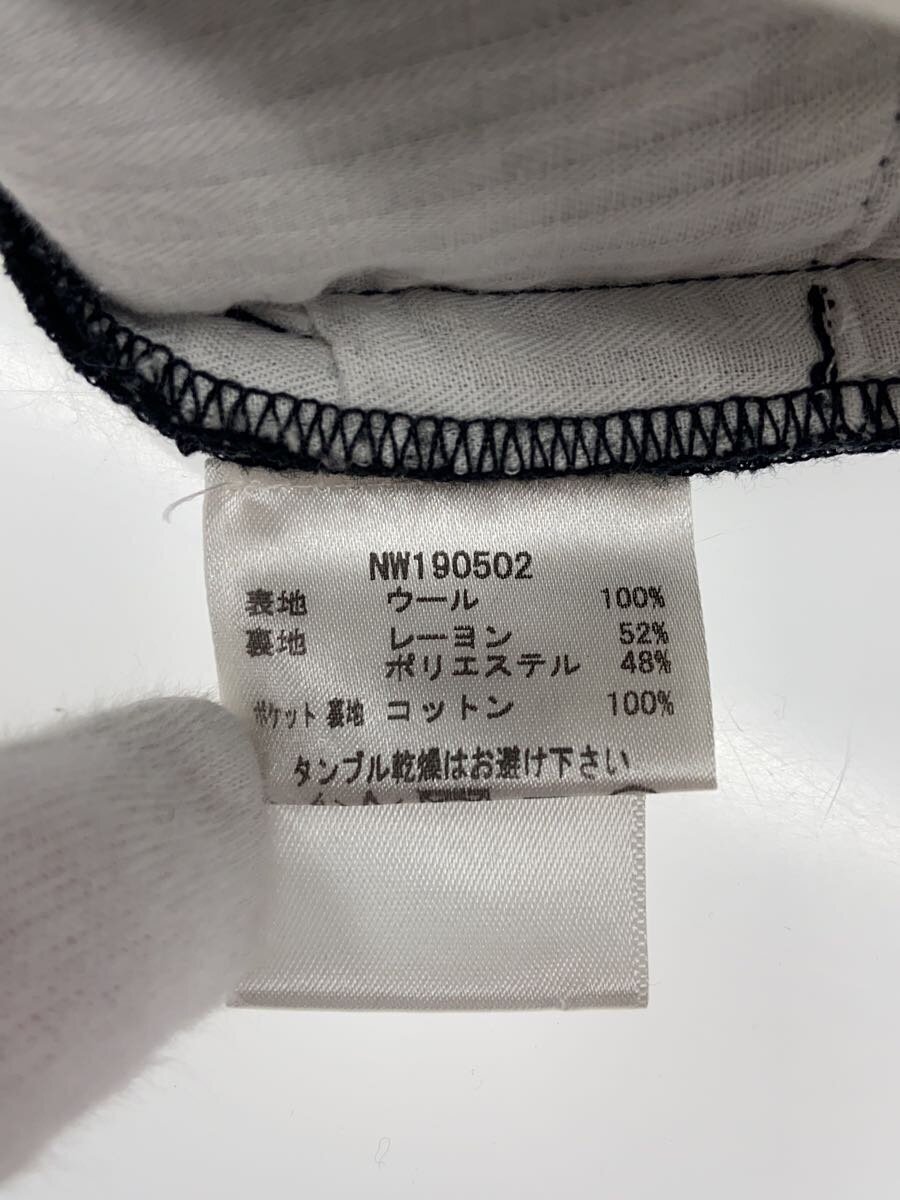 NW190502
表地 ウール 100%
裏地 レーヨン 52%
ポリエステル 48%
ポケット 裏地 コットン 100%
タンブル乾燥はお避け下さい